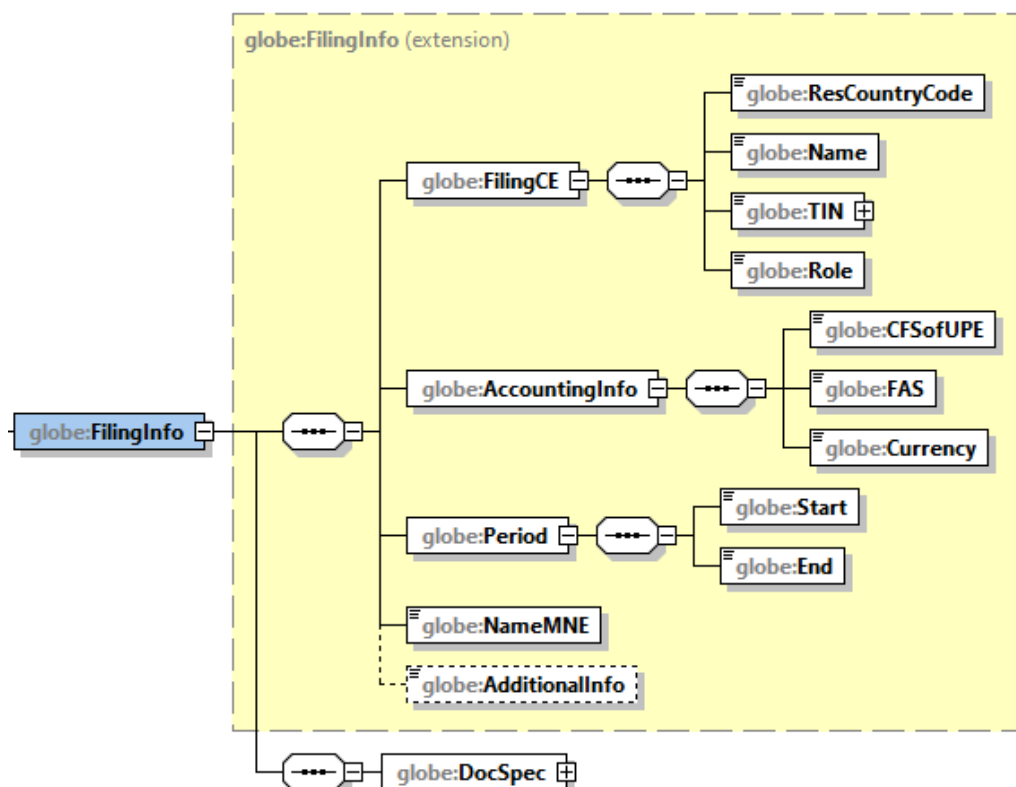 globe:FilingInfo (extension)
globe:ResCountryCode
globe:Name
globe:FilingCE
globe:TIN
globe:Role
globe:CFSofUPE
globe:AccountingInfo
globe:FAS
globe:FilingInfo
globe:Currency
globe:Start
globe:Period
globe:End
globe:NameMNE
globe:AdditionalInfo
globe:DocSpec